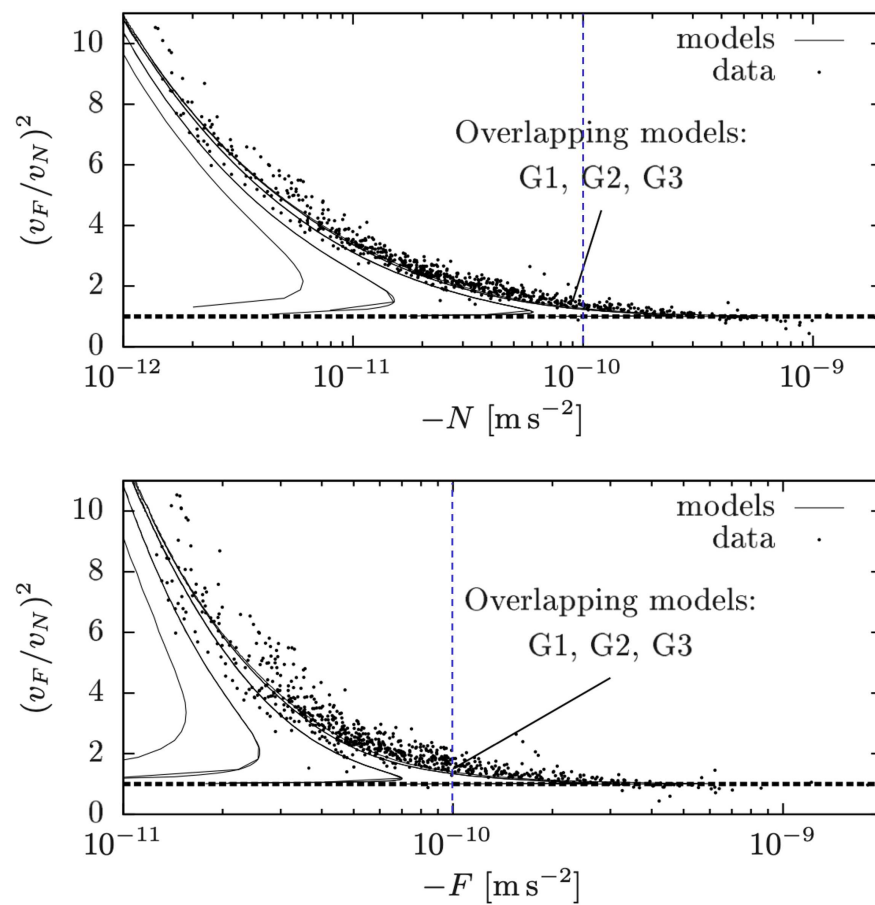 10
8
6
4
2
0
(v_F/v_N)^2
models
data
Overlapping models:
G1, G2, G3
10^{-12}
10^{-11}
10^{-10}
10^{-9}
−N [m s^{−2}]
10
8
6
4
2
0
(v_F/v_N)^2
models
data
Overlapping models:
G1, G2, G3
10^{-11}
10^{-10}
10^{-9}
−F [m s^{−2}]